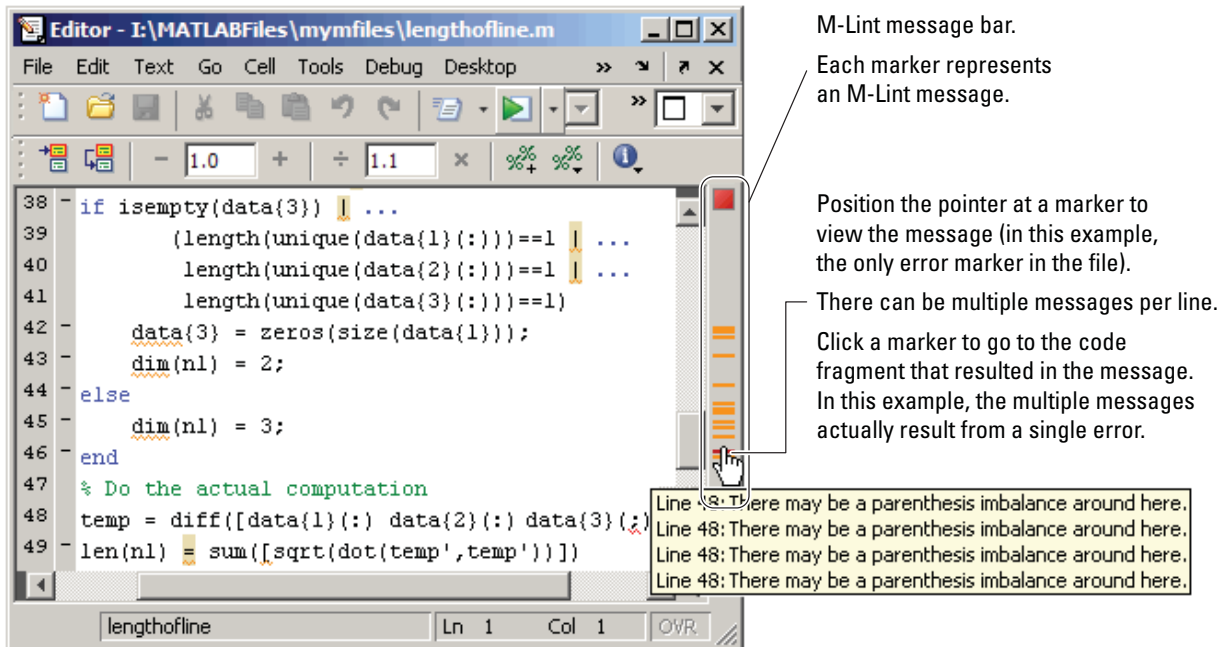 Editor - I:\MATLABFiles\mymfiles\lengthofline.m
File Edit Text Go Cell Tools Debug Desktop »
»
- 1.0 + ÷ 1.1 ×
38 - if isempty(data{3}) | ...
39 (length(unique(data{1}(:)))==1 | ...
40 length(unique(data{2}(:)))==1 | ...
41 length(unique(data{3}(:)))==1)
42 - data{3} = zeros(size(data{1}));
43 - dim(nl) = 2;
44 - else
45 - dim(nl) = 3;
46 - end
47 % Do the actual computation
48 temp = diff([data{1}(:) data{2}(:) data{3}(;)
49 - len(nl) = sum([sqrt(dot(temp',temp'))])
lengthofline Ln 1 Col 1 OVR
M-Lint message bar.
Each marker represents
an M-Lint message.
Position the pointer at a marker to
view the message (in this example,
the only error marker in the file).
There can be multiple messages per line.
Click a marker to go to the code
fragment that resulted in the message.
In this example, the multiple messages
actually result from a single error.
Line 48: There may be a parenthesis imbalance around here.
Line 48: There may be a parenthesis imbalance around here.
Line 48: There may be a parenthesis imbalance around here.
Line 48: There may be a parenthesis imbalance around here.